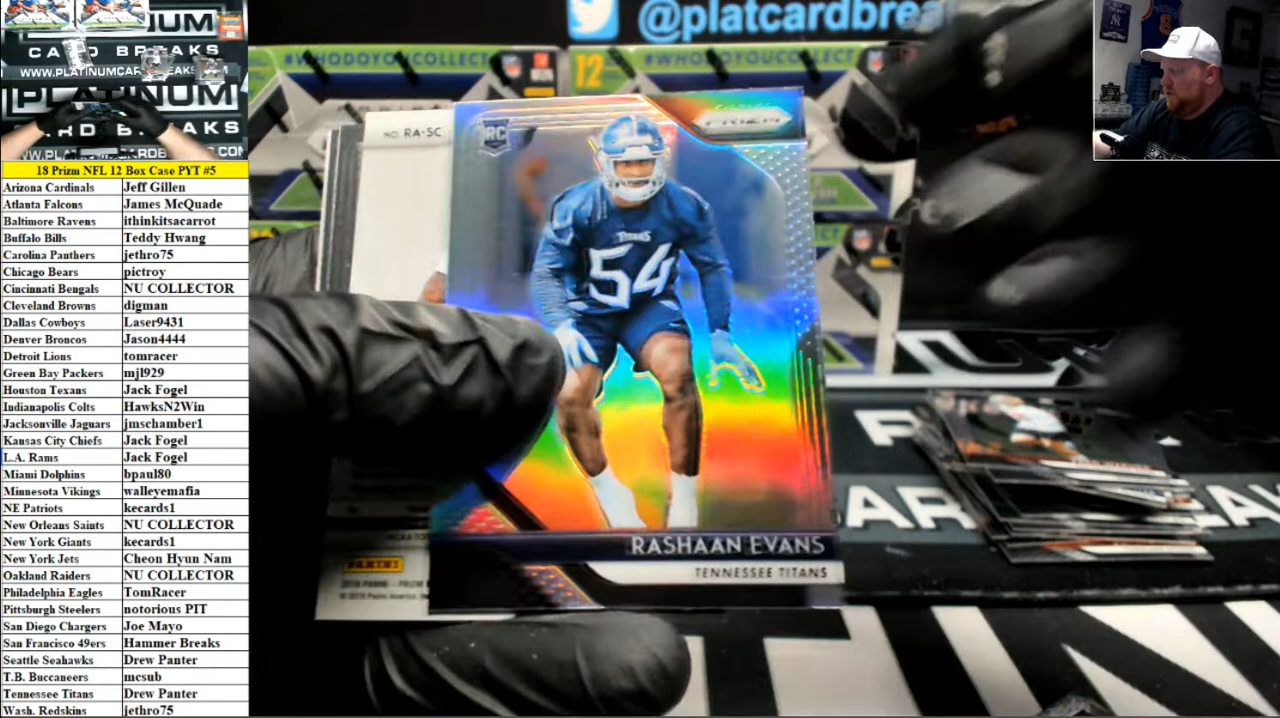 PLATINUM
CARD BREAKS
WWW.PLATINUMCAR
EAKS.COM
PLATINUM
ARD BREAKS
W.PLATINUMCARDB
18 Prizm NFL 12 Box Case PYT #5
Arizona Cardinals Jeff Gillen
Atlanta Falcons James McQuade
Baltimore Ravens ithinkitsacarrot
Buffalo Bills Teddy Hwang
Carolina Panthers jethro75
Chicago Bears pictroy
Cincinnati Bengals NU COLLECTOR
Cleveland Browns digman
Dallas Cowboys Laser9431
Denver Broncos Jason4444
Detroit Lions tomracer
Green Bay Packers mjl929
Houston Texans Jack Fogel
Indianapolis Colts HawksN2Win
Jacksonville Jaguars jmschamber1
Kansas City Chiefs Jack Fogel
L.A. Rams Jack Fogel
Miami Dolphins bpaul80
Minnesota Vikings walleyemafia
NE Patriots kecards1
New Orleans Saints NU COLLECTOR
New York Giants kecards1
New York Jets Cheon Hyun Nam
Oakland Raiders NU COLLECTOR
Philadelphia Eagles TomRacer
Pittsburgh Steelers notorious PIT
San Diego Chargers Joe Mayo
San Francisco 49ers Hammer Breaks
Seattle Seahawks Drew Panter
T.B. Buccaneers mcsub
Tennessee Titans Drew Panter
Wash. Redskins jethro75
@platcardbrea
#WHODOYOUCOLLECT
12
#WHODOYOUCOLLECT
NO. RA-SC
RC
PRIZM
TITANS
54
RASHAAN EVANS
TENNESSEE TITANS
PANINI